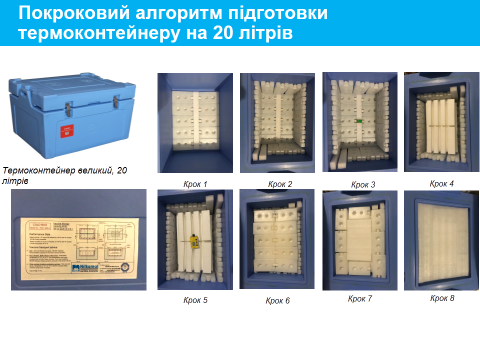 Покроковий алгоритм підготовки
термоконтейнеру на 20 літрів
Термоконтейнер великий, 20
літрів
Крок 1
Крок 2
Крок 3
Крок 4
Крок 5
Крок 6
Крок 7
Крок 8